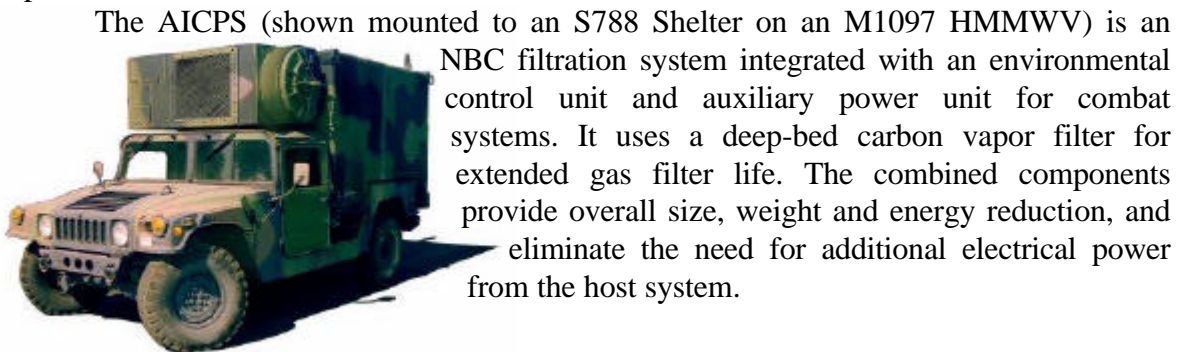 The AICPS (shown mounted to an S788 Shelter on an M1097 HMMWV) is an
NBC filtration system integrated with an environmental
control unit and auxiliary power unit for combat
systems. It uses a deep-bed carbon vapor filter for
extended gas filter life. The combined components
provide overall size, weight and energy reduction, and
eliminate the need for additional electrical power
from the host system.